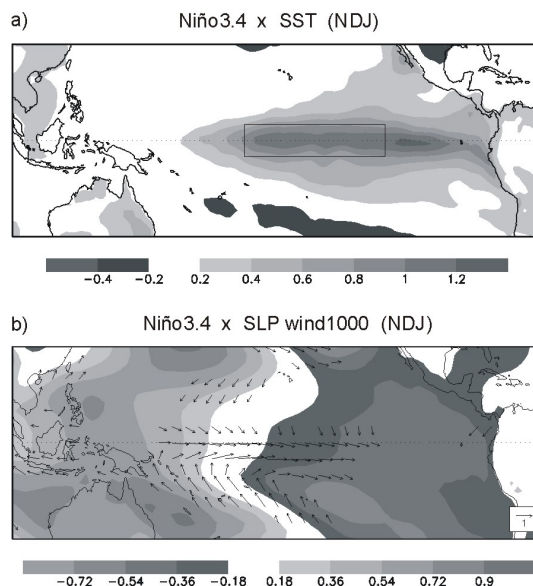 a) Niño3.4 x SST (NDJ)
−0.4 −0.2 0.2 0.4 0.6 0.8 1 1.2
b) Niño3.4 x SLP wind1000 (NDJ)
1
−0.72 −0.54 −0.36 −0.18 0.18 0.36 0.54 0.72 0.9